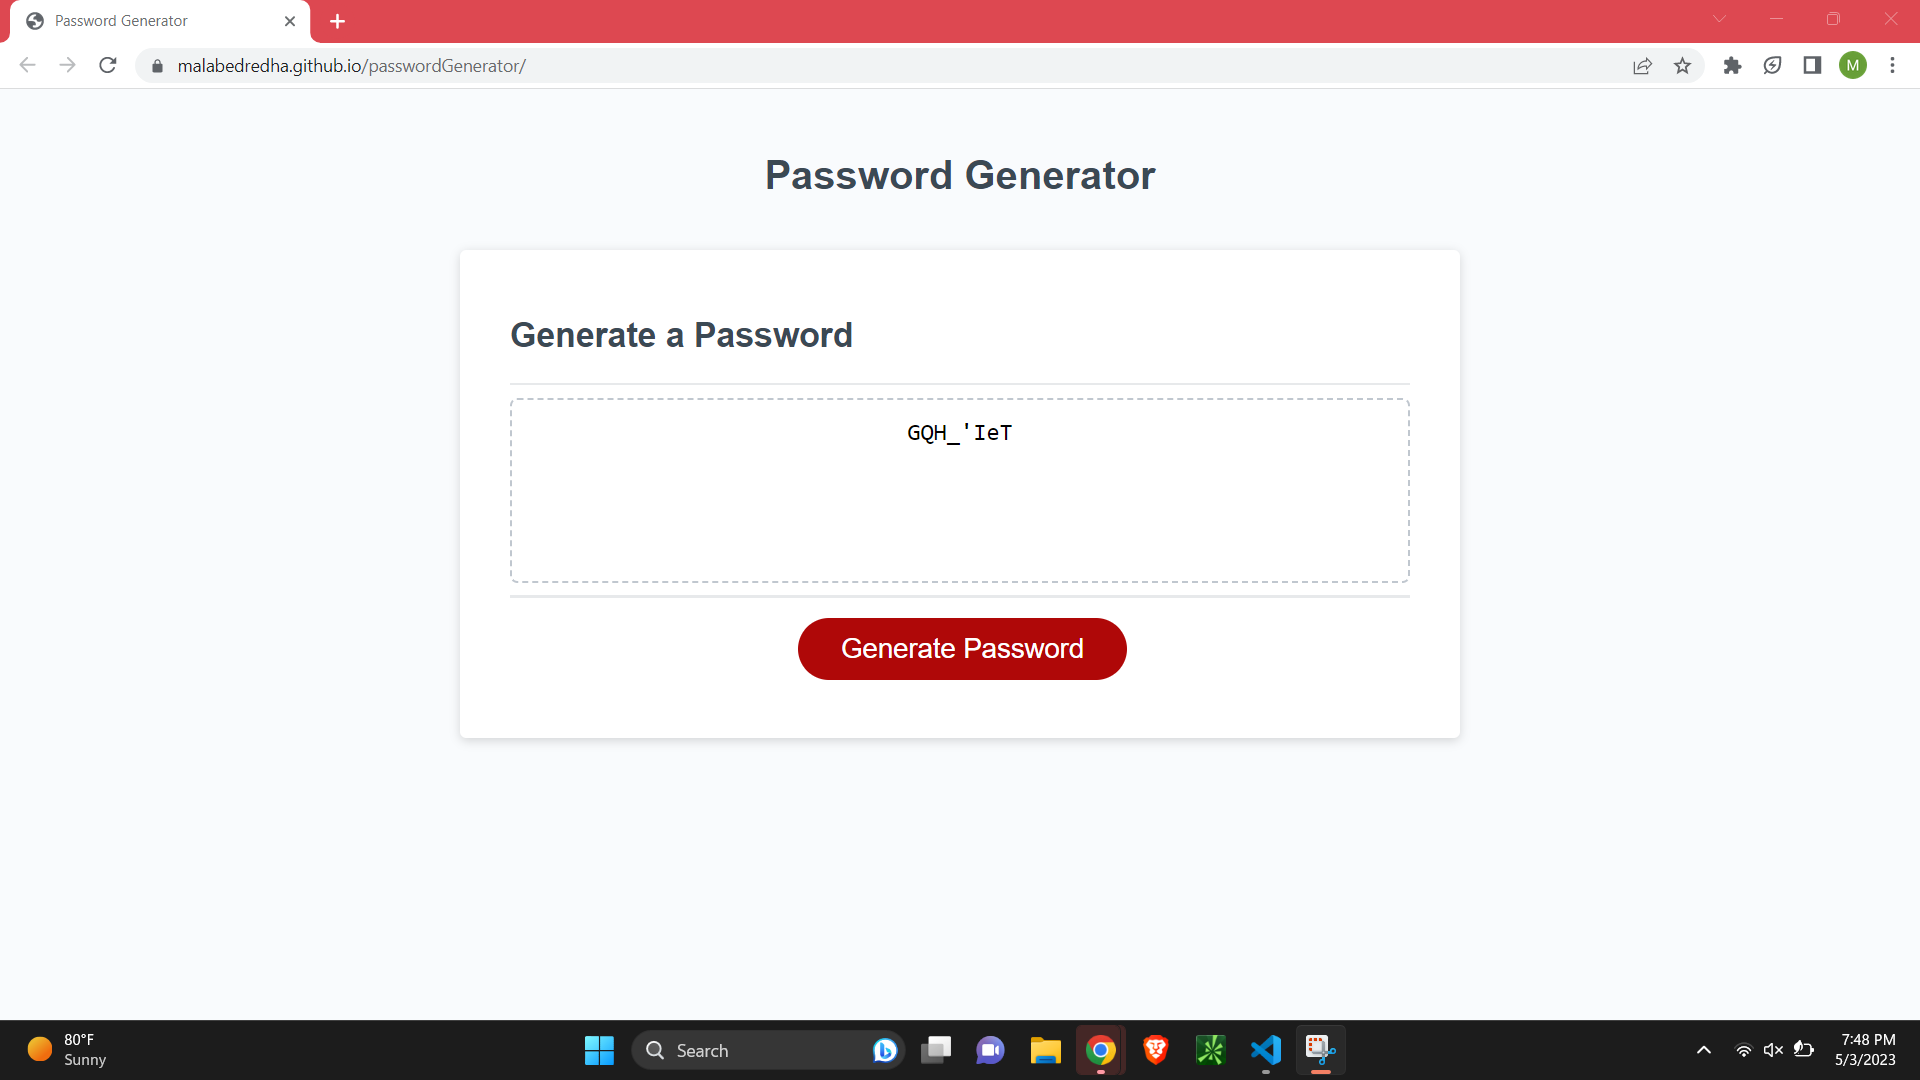 Password Generator
malabedredha.github.io/passwordGenerator/
M
Password Generator
Generate a Password
GQH_'IeT
Generate Password
80°F
Sunny
Search
7:48 PM
5/3/2023